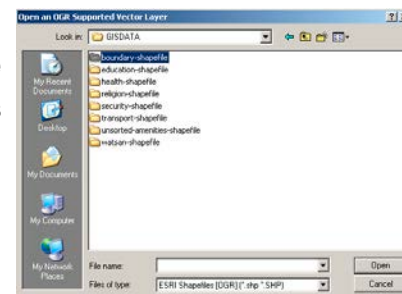 Open an OGR Supported Vector Layer
Look in: GISDATA
My Recent Documents
Desktop
My Documents
My Computer
My Network Places
boundary-shapefile
education-shapefile
health-shapefile
religion-shapefile
security-shapefile
transport-shapefile
unsorted-amenities-shapefile
watsan-shapefile
File name:
Open
Files of type: ESRI Shapefiles [OGR] (*.shp *.SHP)
Cancel